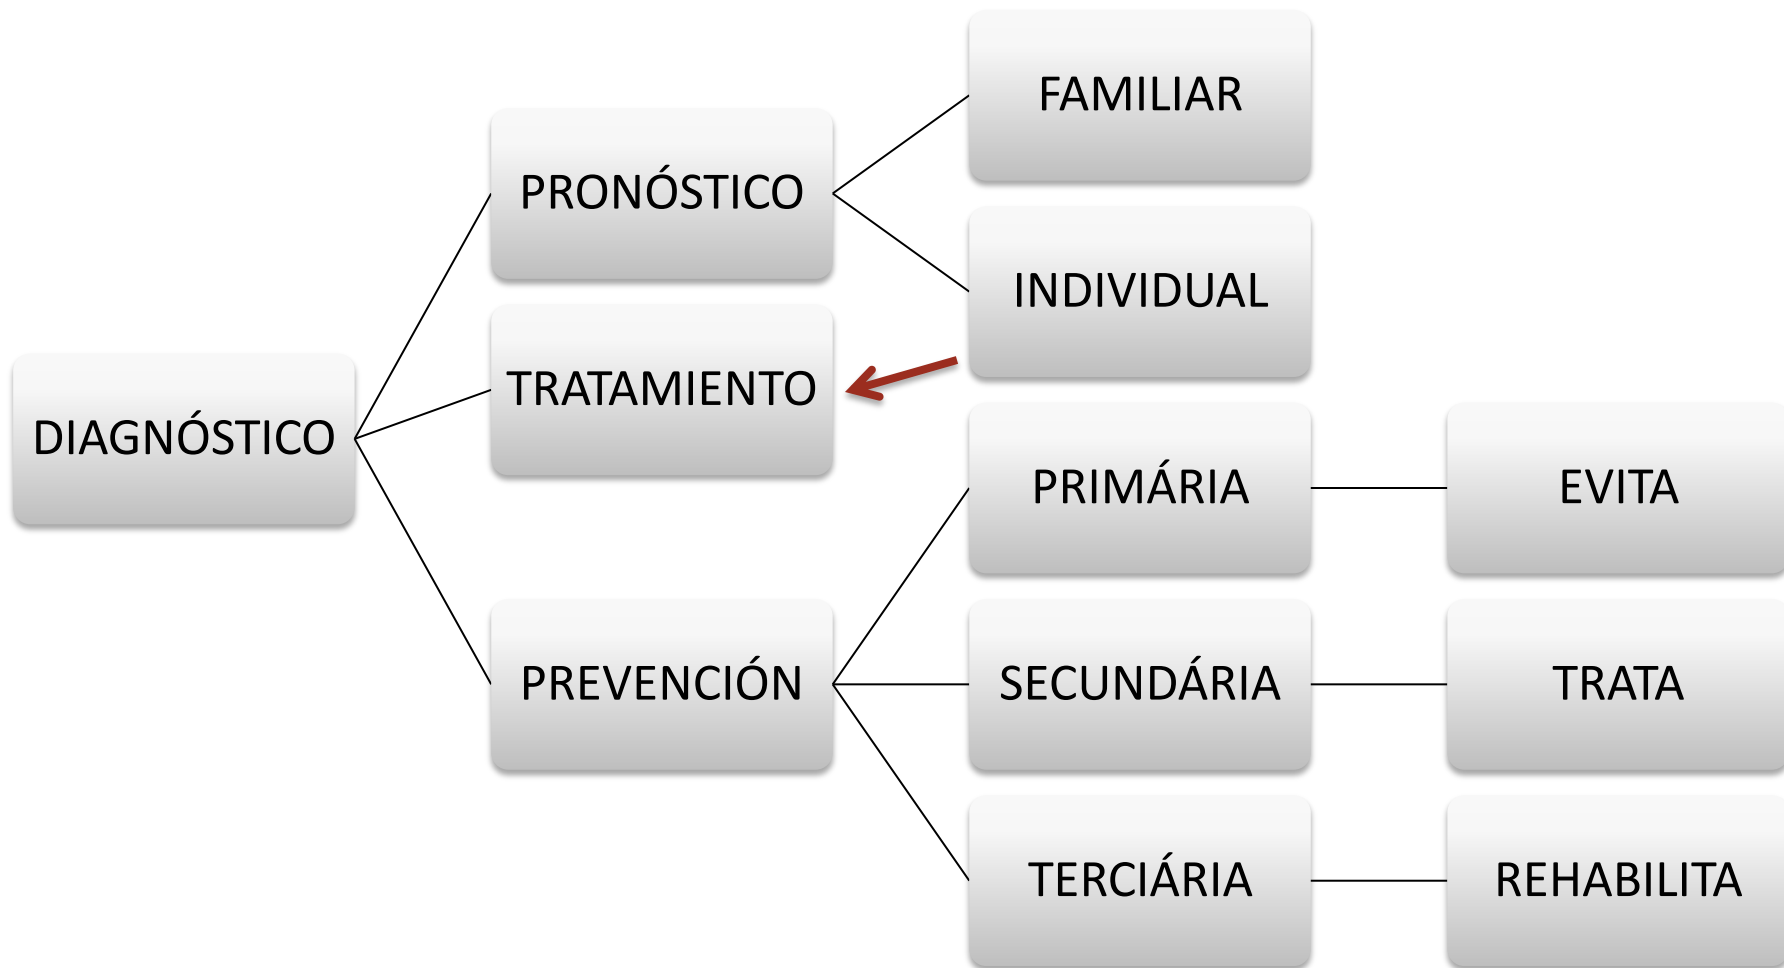 DIAGNÓSTICO
PRONÓSTICO
FAMILIAR
INDIVIDUAL
TRATAMIENTO
PREVENCIÓN
PRIMÁRIA
EVITA
SECUNDÁRIA
TRATA
TERCIÁRIA
REHABILITA